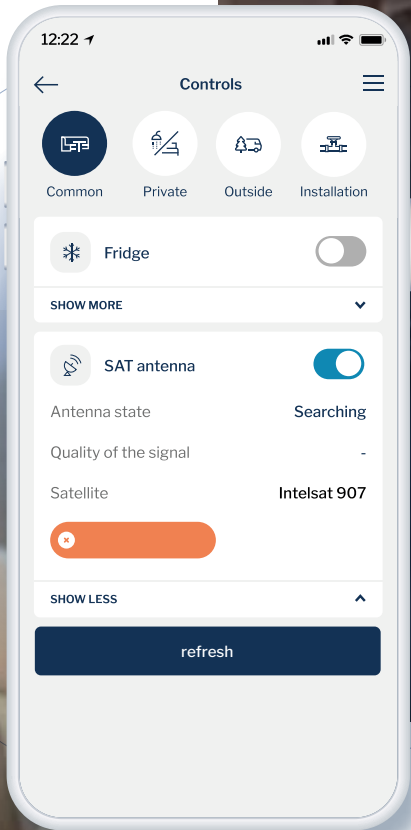 12:22
Controls
Common Private Outside Installation
Fridge
SHOW MORE
SAT antenna
Antenna state Searching
Quality of the signal -
Satellite Intelsat 907
SHOW LESS
refresh